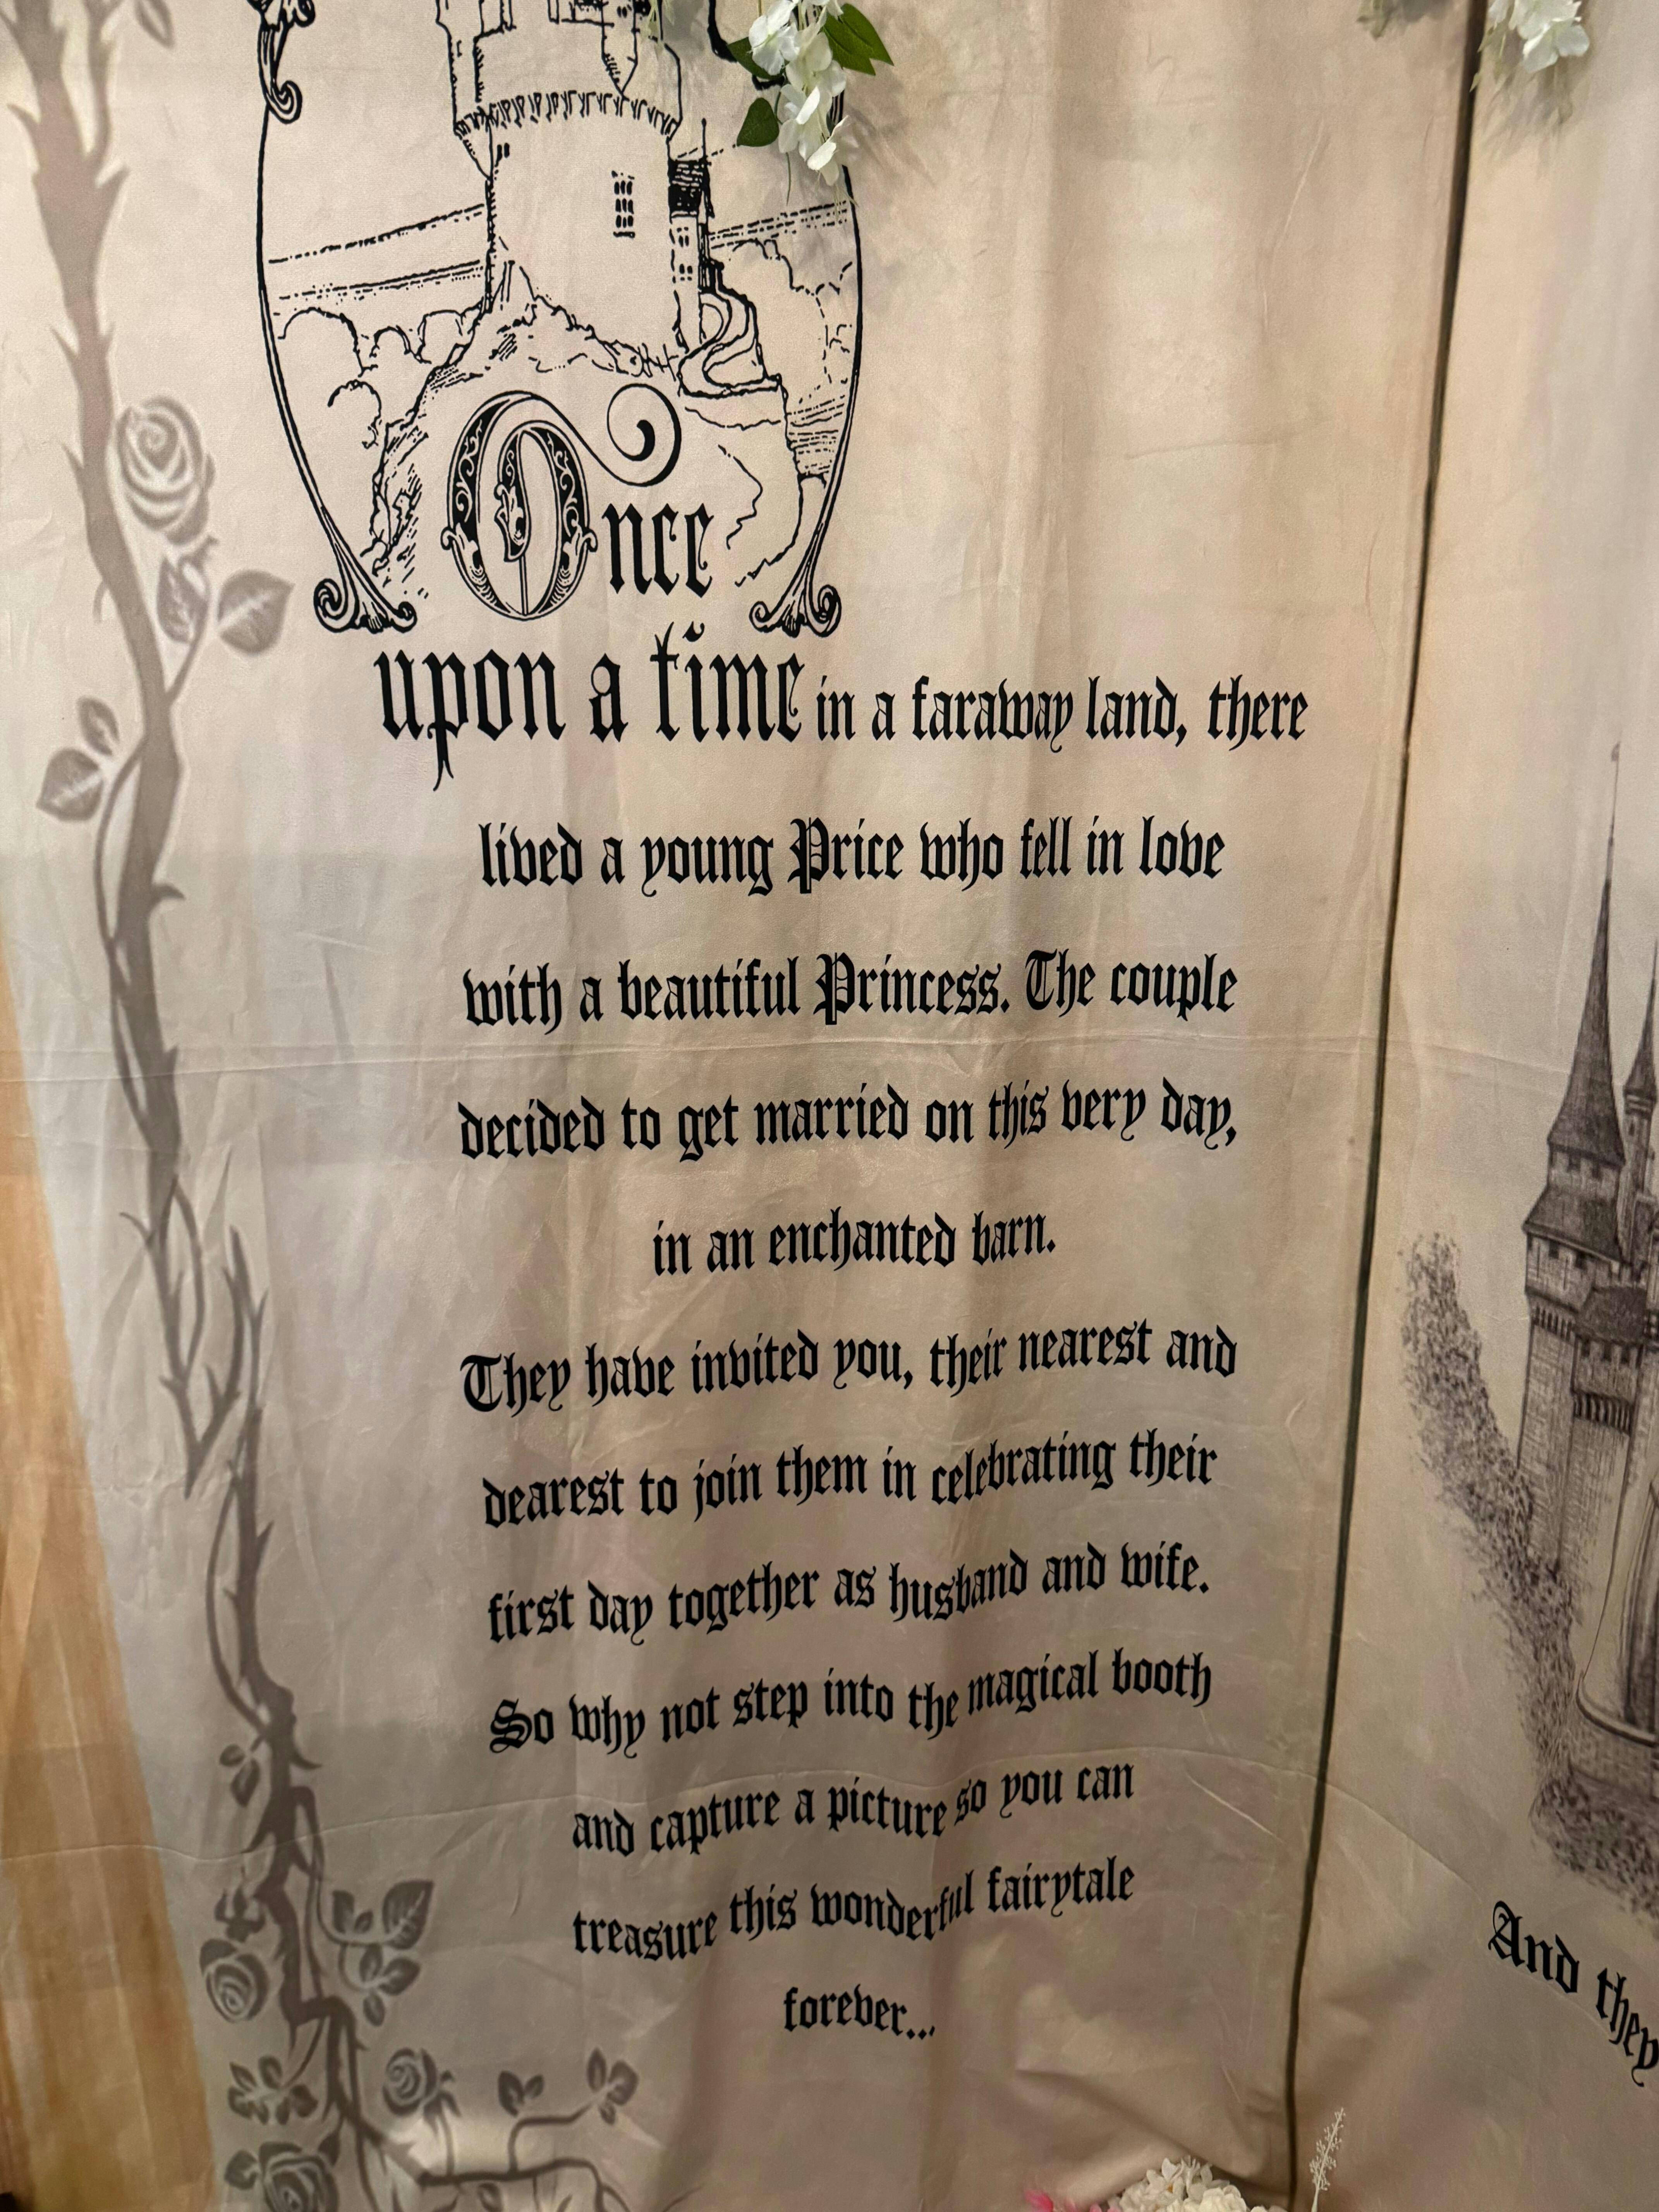 Once
upon a time in a faraway land, there
lived a young Price who fell in love
with a beautiful Princess. The couple
decided to get married on this very day,
in an enchanted barn.
They have invited you, their nearest and
dearest to join them in celebrating their
first day together as husband and wife.
So why not step into the magical booth
and capture a picture so you can
treasure this wonderful fairytale
forever...
And they